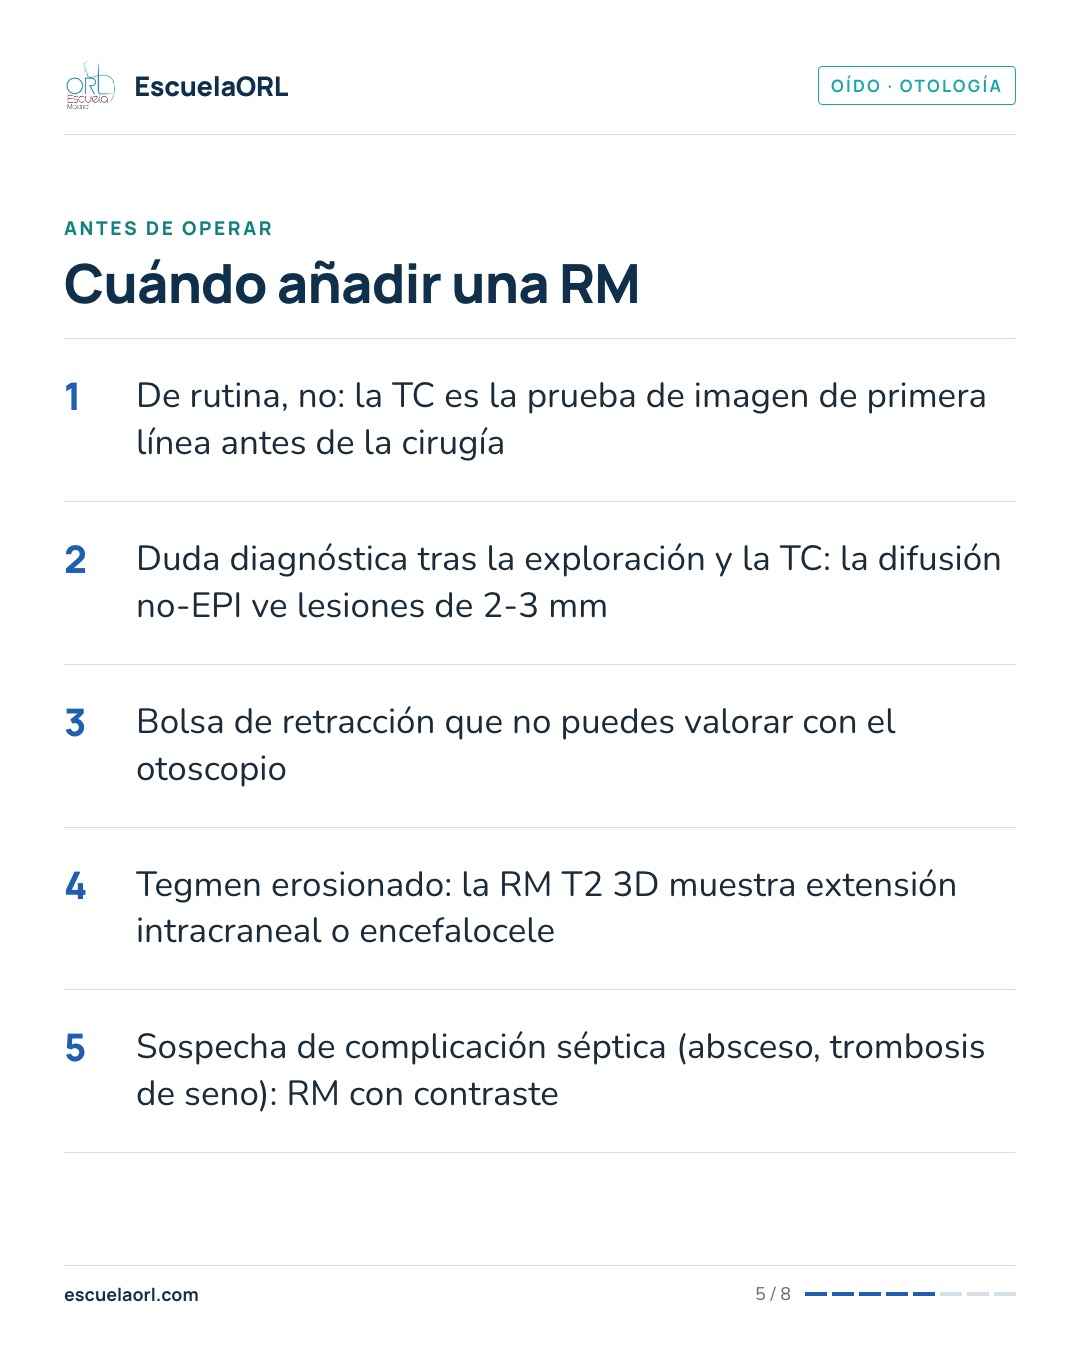 ORL
Escuela
Madrid
EscuelaORL
OÍDO · OTOLOGÍA
ANTES DE OPERAR
Cuándo añadir una RM
1 De rutina, no: la TC es la prueba de imagen de primera
línea antes de la cirugía
2 Duda diagnóstica tras la exploración y la TC: la difusión
no-EPI ve lesiones de 2-3 mm
3 Bolsa de retracción que no puedes valorar con el
otoscopio
4 Tegmen erosionado: la RM T2 3D muestra extensión
intracraneal o encefalocele
5 Sospecha de complicación séptica (absceso, trombosis
de seno): RM con contraste
escuelaorl.com
5 / 8